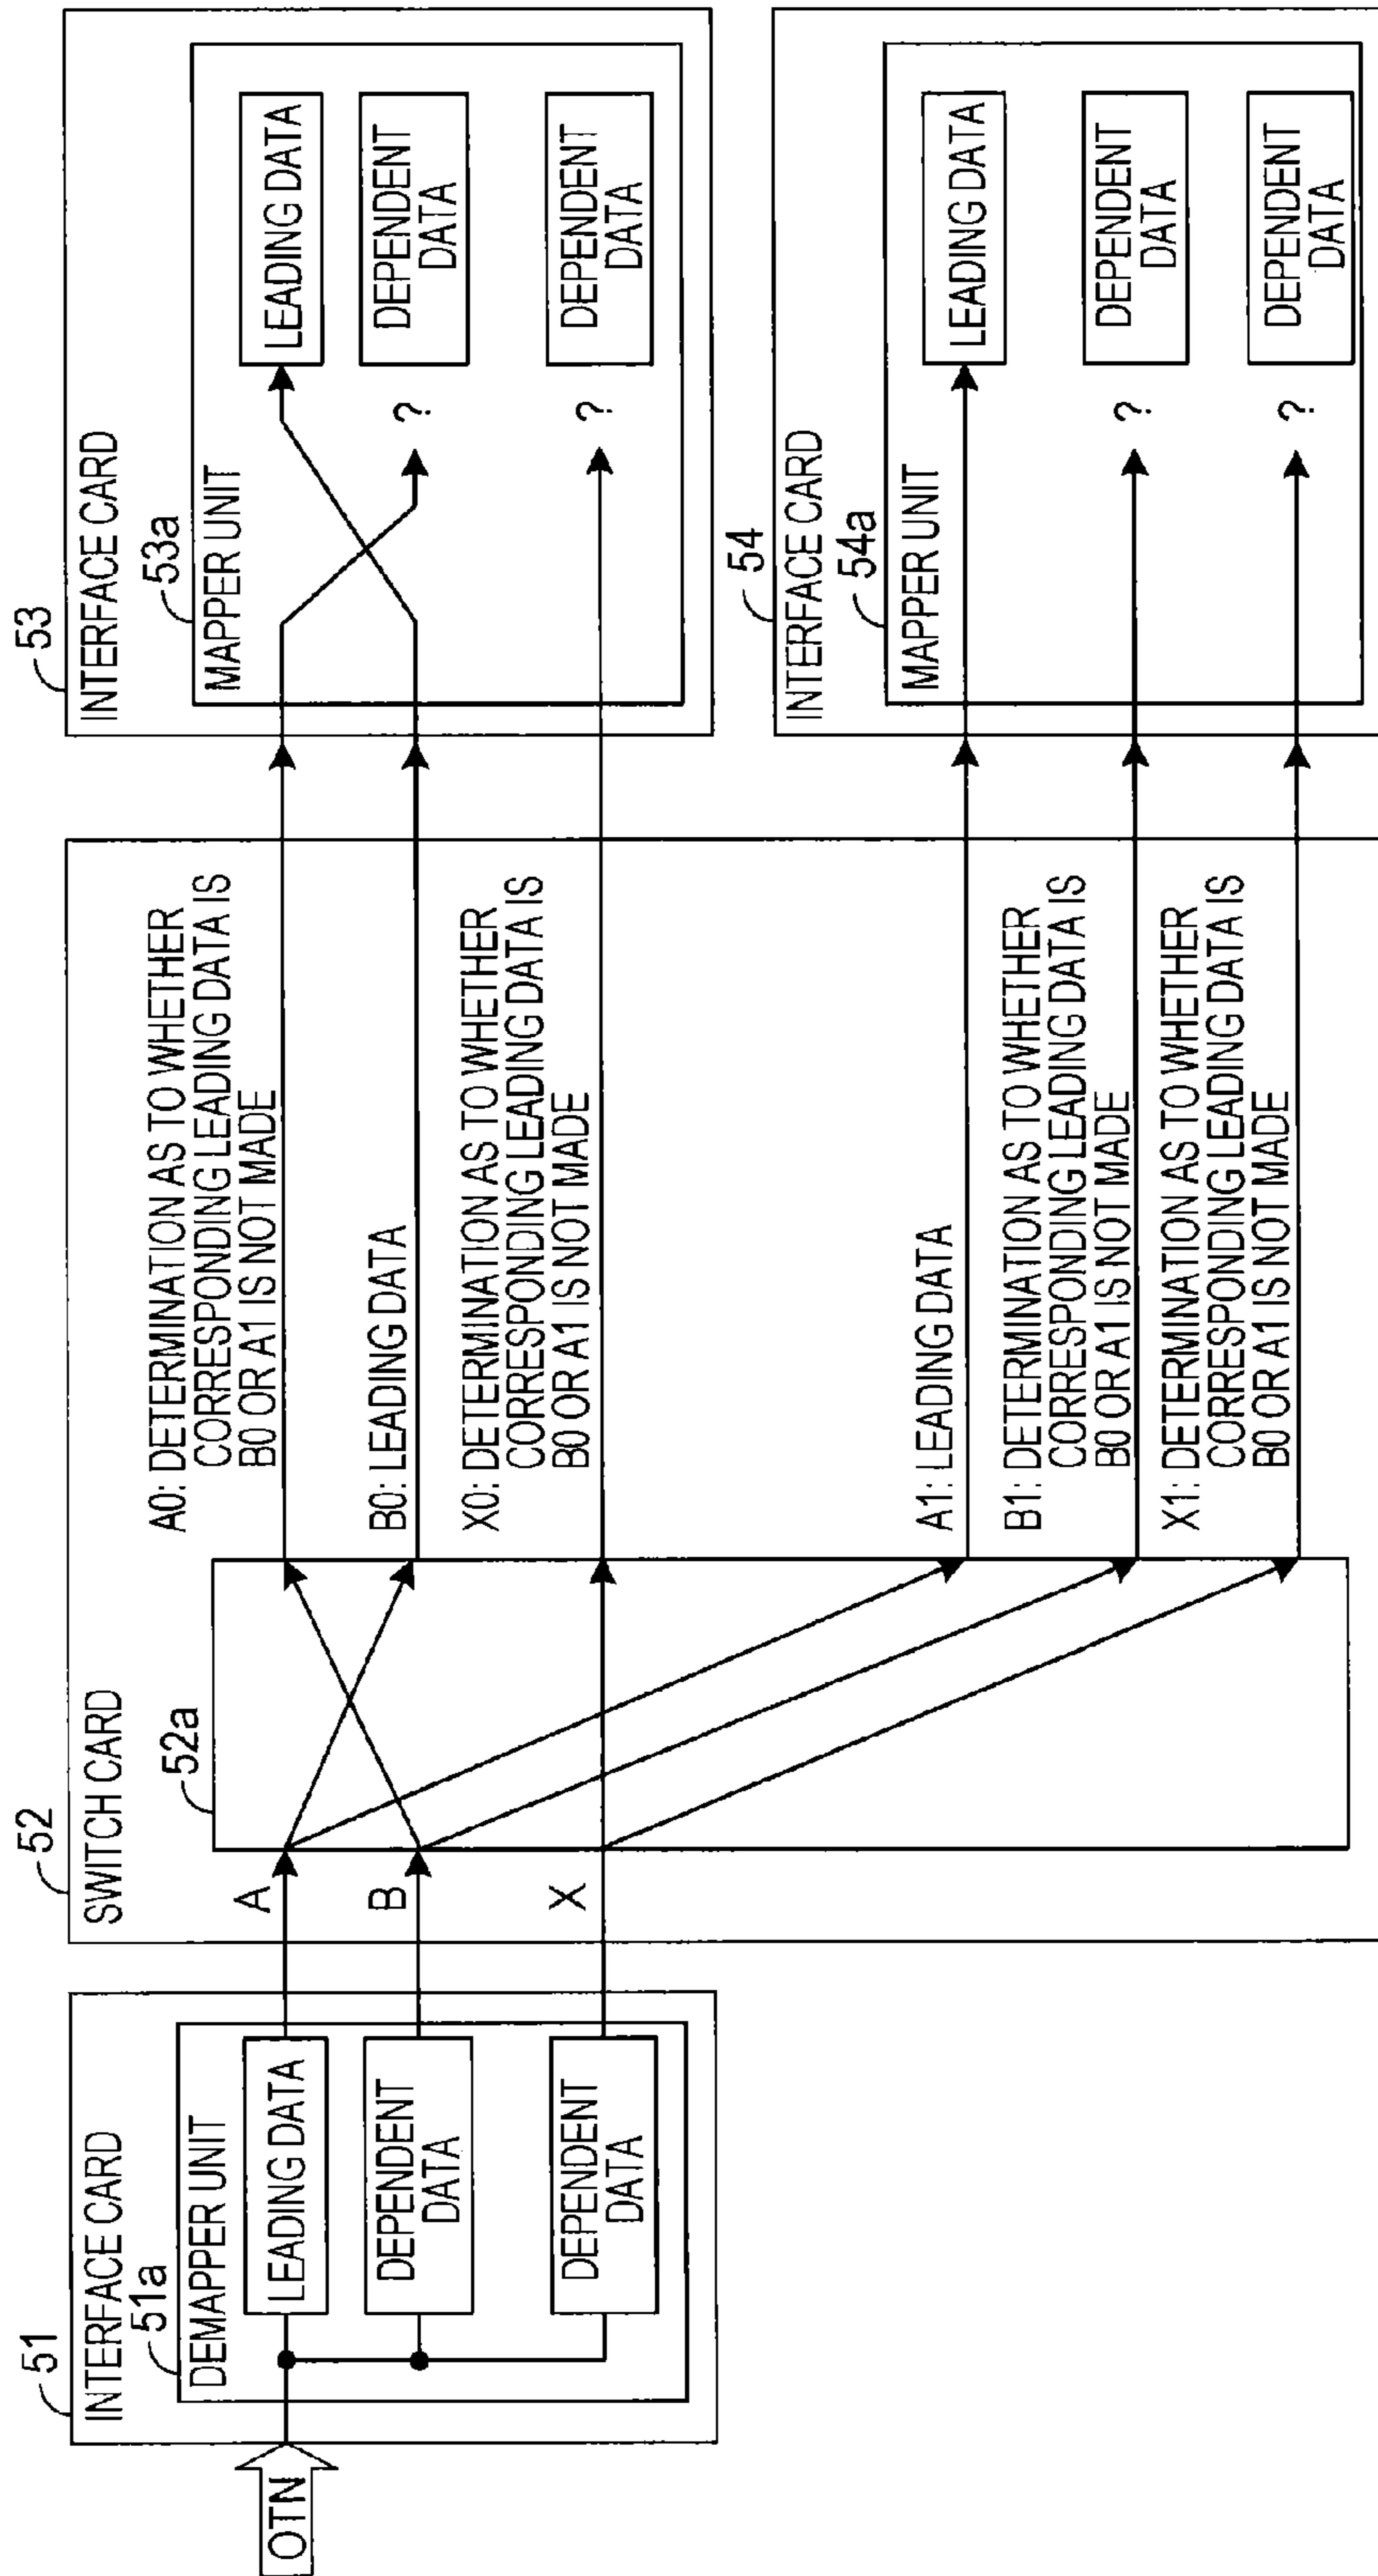 OTN
51
INTERFACE CARD
51a
DEMAPPER UNIT
LEADING DATA
DEPENDENT
DATA
DEPENDENT
DATA
52
SWITCH CARD
A
B
X
52a
A0: DETERMINATION AS TO WHETHER
CORRESPONDING LEADING DATA IS
B0 OR A1 IS NOT MADE
B0: LEADING DATA
X0: DETERMINATION AS TO WHETHER
CORRESPONDING LEADING DATA IS
B0 OR A1 IS NOT MADE
A1: LEADING DATA
B1: DETERMINATION AS TO WHETHER
CORRESPONDING LEADING DATA IS
B0 OR A1 IS NOT MADE
X1: DETERMINATION AS TO WHETHER
CORRESPONDING LEADING DATA IS
B0 OR A1 IS NOT MADE
53
INTERFACE CARD
53a
MAPPER UNIT
LEADING DATA
?
DEPENDENT
DATA
?
DEPENDENT
DATA
54
INTERFACE CARD
54a
MAPPER UNIT
LEADING DATA
?
DEPENDENT
DATA
?
DEPENDENT
DATA